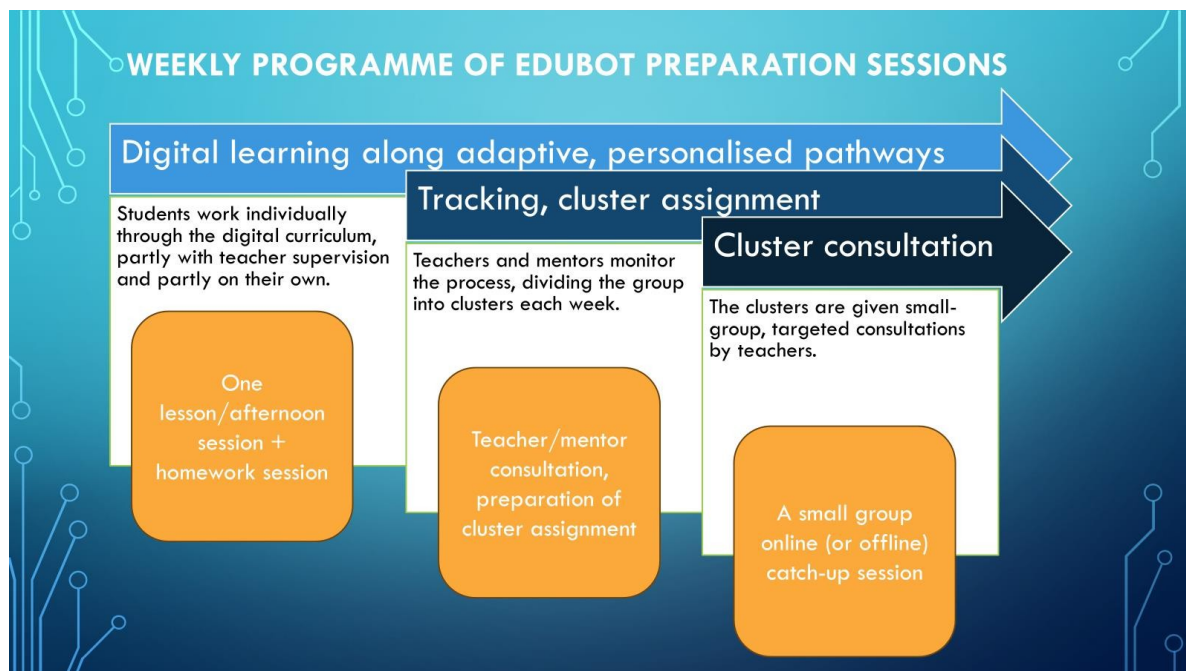 WEEKLY PROGRAMME OF EDUBOT PREPARATION SESSIONS
Digital learning along adaptive, personalised pathways
Students work individually
through the digital curriculum,
partly with teacher supervision
and partly on their own.
One
lesson/afternoon
session +
homework session
Tracking, cluster assignment
Teachers and mentors monitor
the process, dividing the group
into clusters each week.
Teacher/mentor
consultation,
preparation of
cluster assignment
Cluster consultation
The clusters are given small-
group, targeted consultations
by teachers.
A small group
online (or offline)
catch-up session